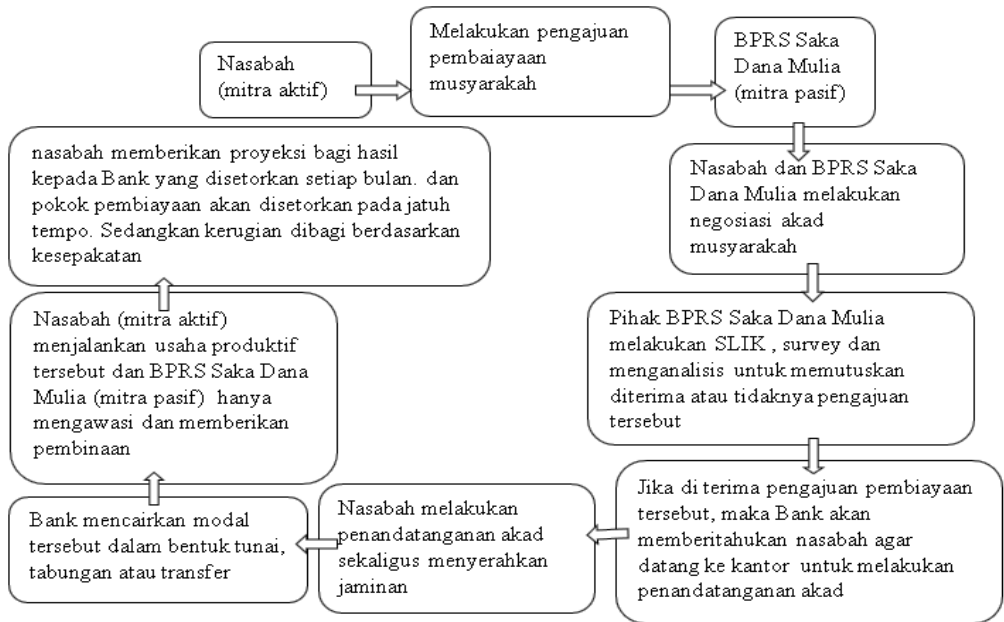 Nasabah
(mitra aktif)
Melakukan pengajuan
pembaiayaan
musyarakah
BPRS Saka
Dana Mulia
(mitra pasif)
Nasabah dan BPRS Saka
Dana Mulia melakukan
negosiasi akad
musyarakah
Pihak BPRS Saka Dana Mulia
melakukan SLIK , survey dan
menganalisis untuk memutuskan
diterima atau tidaknya pengajuan
tersebut
Jika di terima pengajuan pembiayaan
tersebut, maka Bank akan
memberitahukan nasabah agar
datang ke kantor untuk melakukan
penandatanganan akad
Nasabah melakukan
penandatanganan akad
sekaligus menyerahkan
jaminan
Bank mencairkan modal
tersebut dalam bentuk tunai,
tabungan atau transfer
Nasabah (mitra aktif)
menjalankan usaha produktif
tersebut dan BPRS Saka Dana
Mulia (mitra pasif) hanya
mengawasi dan memberikan
pembinaan
nasabah memberikan proyeksi bagi hasil
kepada Bank yang disetorkan setiap bulan. dan
pokok pembiayaan akan disetorkan pada jatuh
tempo. Sedangkan kerugian dibagi berdasarkan
kesepakatan